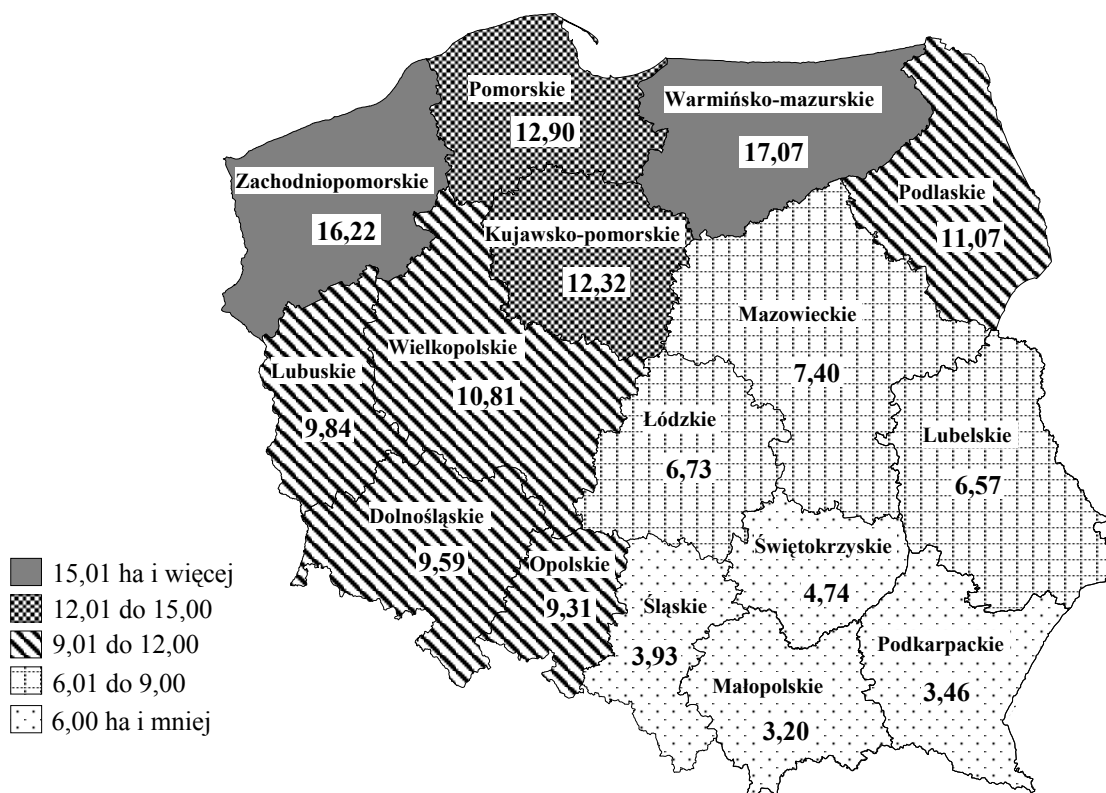 Pomorskie
12,90
Warmińsko-mazurskie
17,07
Zachodniopomorskie
16,22
Podlaskie
11,07
Kujawsko-pomorskie
12,32
Mazowieckie
7,40
Wielkopolskie
10,81
Lubuskie
9,84
Łódzkie
6,73
Lubelskie
6,57
Dolnośląskie
9,59
Opolskie
9,31
Świętokrzyskie
4,74
Śląskie
3,93
Podkarpackie
3,46
Małopolskie
3,20
15,01 ha i więcej
12,01 do 15,00
9,01 do 12,00
6,01 do 9,00
6,00 ha i mniej